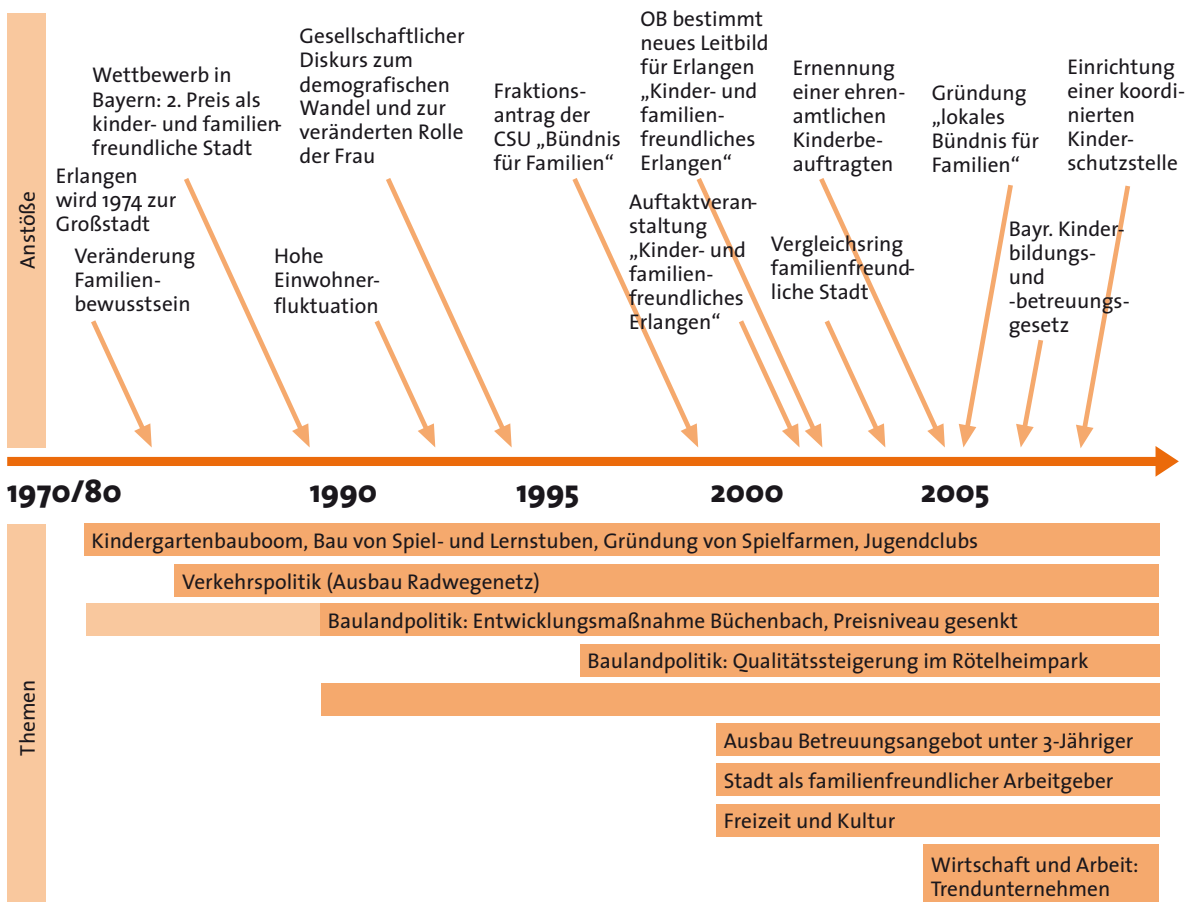 Anstöße
Erlangen
wird 1974 zur
Großstadt
Veränderung
Familien-
bewusstsein
Wettbewerb in
Bayern: 2. Preis als
kinder- und familien-
freundliche Stadt
Hohe
Einwohner-
fluktuation
Gesellschaftlicher
Diskurs zum
demografischen
Wandel und zur
veränderten Rolle
der Frau
Fraktions-
antrag der
CSU „Bündnis
für Familien“
OB bestimmt
neues Leitbild
für Erlangen
„Kinder- und
familien-
freundliches
Erlangen“
Auftaktveran-
staltung
„Kinder- und
familien-
freundliches
Erlangen“
Ernennung
einer ehren-
amtlichen
Kinderbe-
auftragten
Vergleichsring
familienfreund-
liche Stadt
Gründung
„lokales
Bündnis für
Familien“
Bayr. Kinder-
bildungs-
und
-betreuungs-
gesetz
Einrichtung
einer koordi-
nierten
Kinder-
schutzstelle
1970/80 1990 1995 2000 2005
Themen
Kindergartenbauboom, Bau von Spiel- und Lernstuben, Gründung von Spielfarmen, Jugendclubs
Verkehrspolitik (Ausbau Radwegenetz)
Baulandpolitik: Entwicklungsmaßnahme Büchenbach, Preisniveau gesenkt
Baulandpolitik: Qualitätssteigerung im Rötelheimpark
Ausbau Betreuungsangebot unter 3-Jähriger
Stadt als familienfreundlicher Arbeitgeber
Freizeit und Kultur
Wirtschaft und Arbeit:
Trendunternehmen